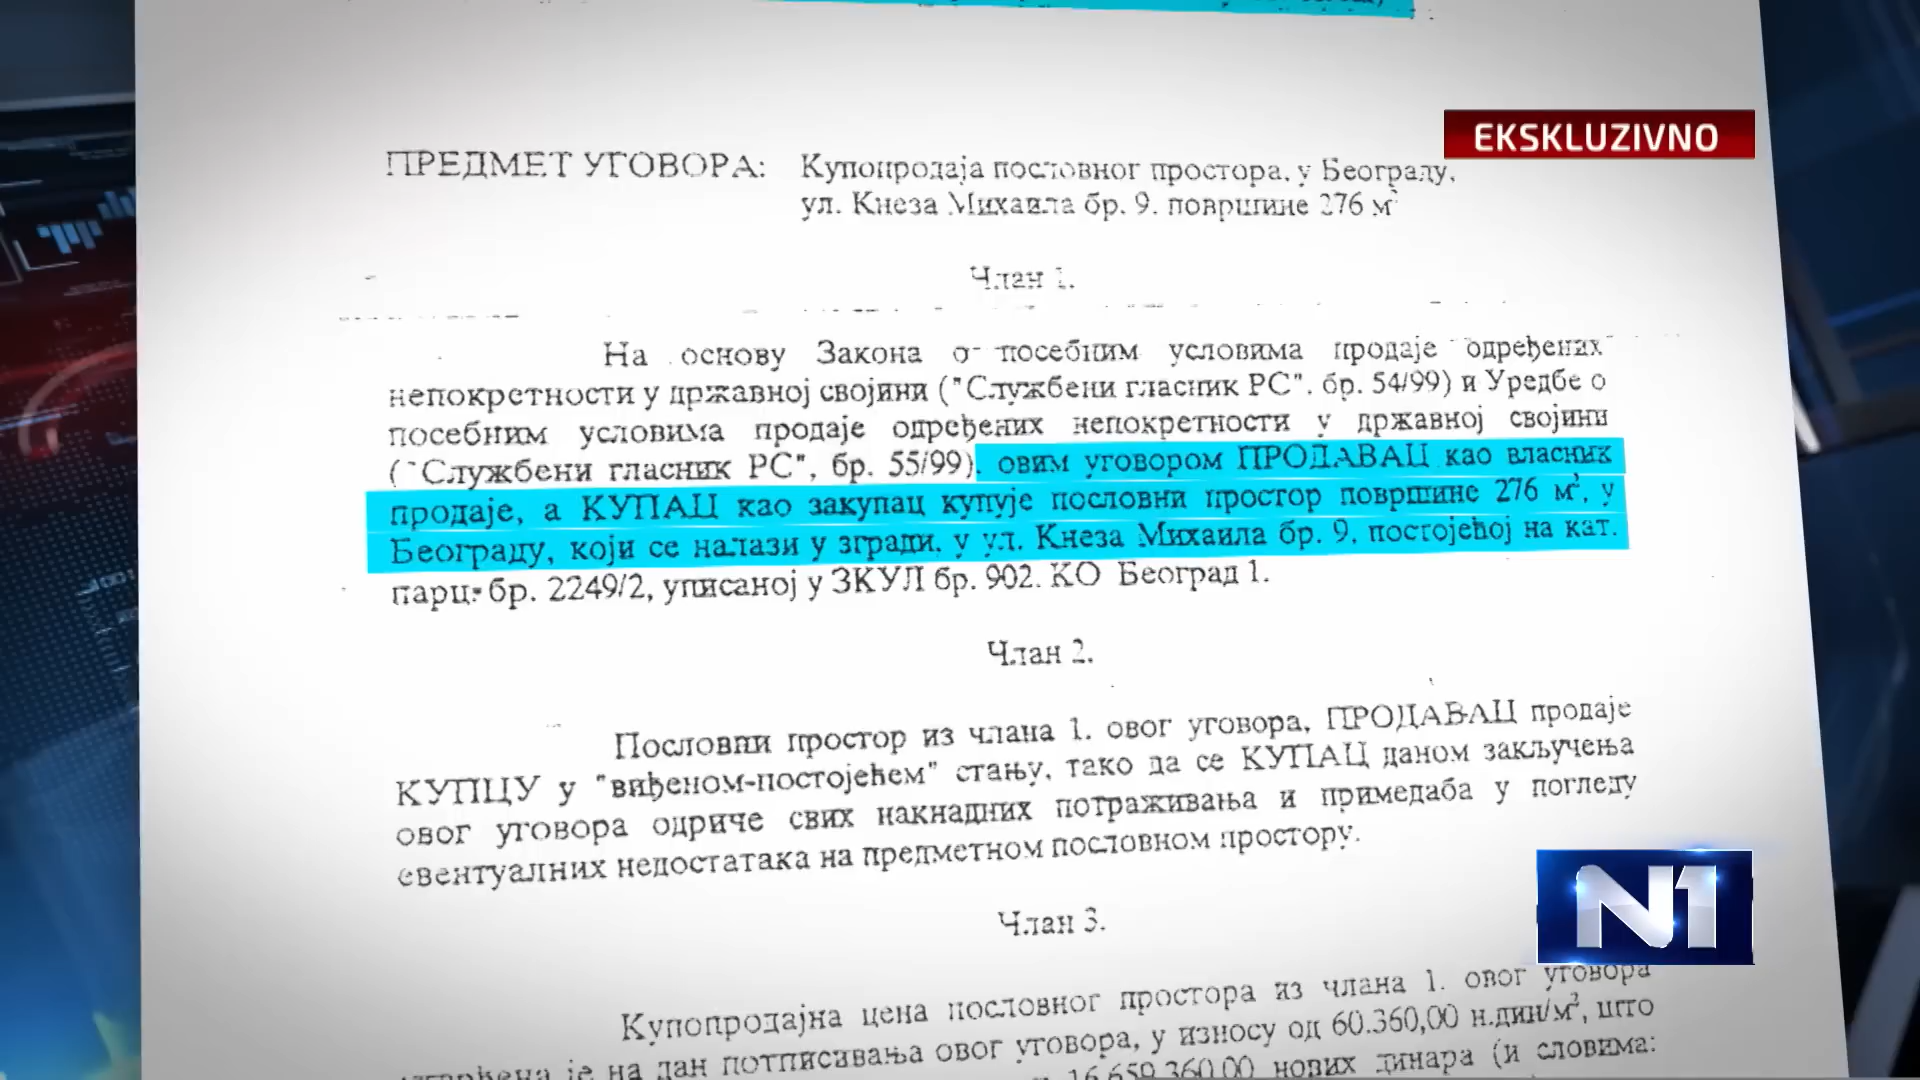 EKSKLUZIVNO
ПРЕДМЕТ УГОВОРА: Купопродаја пословног простора, у Београду,
ул. Кнеза Михаила бр. 9. површине 276 м²
Члан 1.
На основу Закона о посебним условима продаје одређених
непокретности у државној својини ("Службени гласник РС". бр. 54/99) и Уредбе о
посебним условима продаје одређених непокретности у државној својини
("Службени гласник РС", бр. 55/99), овим уговором ПРОДАВАЦ као власник
продаје, а КУПАЦ као закупац купује пословни простор површине 276 м², у
Београду, који се налази у згради, у ул. Кнеза Михаила бр. 9, постојећој на кат.
парц. бр. 2249/2, уписаној у ЗКУЛ бр. 902. КО Београд 1.
Члан 2.
Пословни простор из члана 1. овог уговора, ПРОДАВАЦ продаје
КУПЦУ у "виђеном-постојећем" стању, тако да се КУПАЦ даном закључења
овог уговора одриче свих накнадних потраживања и примедаба у погледу
евентуалних недостатака на предметном пословном простору.
N1
Члан 3.
Купопродајна цена пословног простора из члана 1. овог уговора
је на дан потписивања овог уговора, у износу од 60.360,00 н.дин/м², што
16.659.360,00 нових динара (и словима: